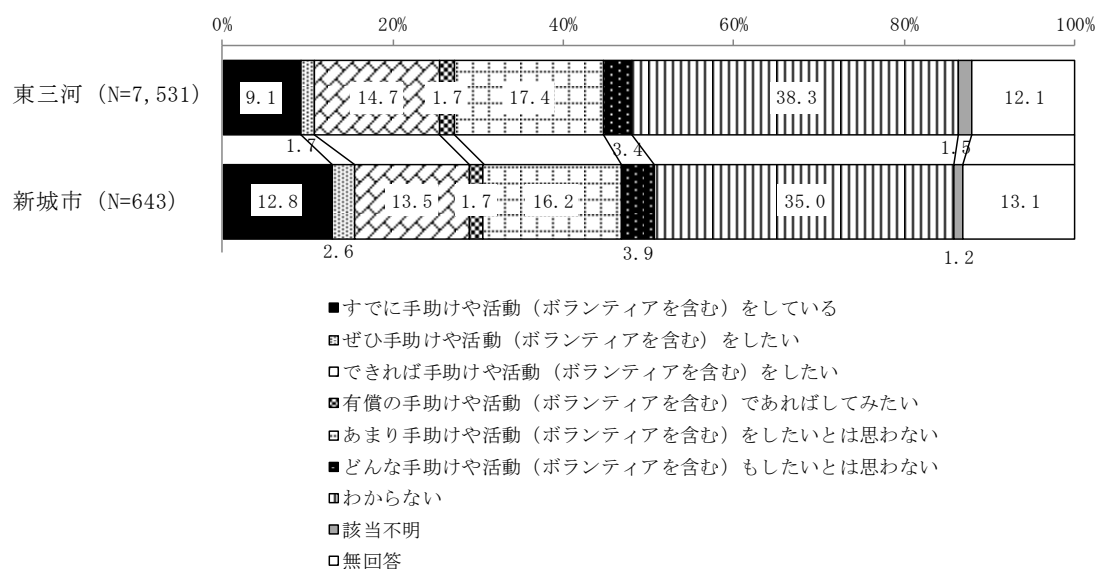 0% 20% 40% 60% 80% 100%
東三河 (N=7,531) 9.1 14.7 1.7 17.4 38.3 12.1
1.7 3.4 1.5
新城市 (N=643) 12.8 13.5 1.7 16.2 35.0 13.1
2.6 3.9 1.2
すでに手助けや活動（ボランティアを含む）をしている
ぜひ手助けや活動（ボランティアを含む）をしたい
できれば手助けや活動（ボランティアを含む）をしたい
有償の手助けや活動（ボランティアを含む）であればしてみたい
あまり手助けや活動（ボランティアを含む）をしたいとは思わない
どんな手助けや活動（ボランティアを含む）もしたいとは思わない
わからない
該当不明
無回答